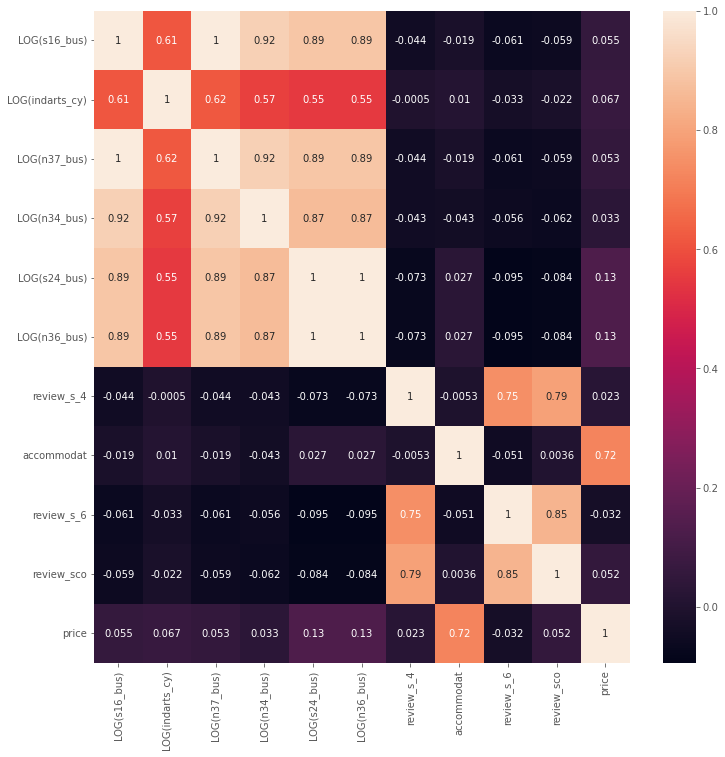 LOG(s16_bus) 1 0.61 1 0.92 0.89 0.89 -0.044 -0.019 -0.061 -0.059 0.055
LOG(indarts_cy) 0.61 1 0.62 0.57 0.55 0.55 -0.0005 0.01 -0.033 -0.022 0.067
LOG(n37_bus) 1 0.62 1 0.92 0.89 0.89 -0.044 -0.019 -0.061 -0.059 0.053
LOG(n34_bus) 0.92 0.57 0.92 1 0.87 0.87 -0.043 -0.043 -0.056 -0.062 0.033
LOG(s24_bus) 0.89 0.55 0.89 0.87 1 1 -0.073 0.027 -0.095 -0.084 0.13
LOG(n36_bus) 0.89 0.55 0.89 0.87 1 1 -0.073 0.027 -0.095 -0.084 0.13
review_s_4 -0.044 -0.0005 -0.044 -0.043 -0.073 -0.073 1 -0.0053 0.75 0.79 0.023
accommodat -0.019 0.01 -0.019 -0.043 0.027 0.027 -0.0053 1 -0.051 0.0036 0.72
review_s_6 -0.061 -0.033 -0.061 -0.056 -0.095 -0.095 0.75 -0.051 1 0.85 -0.032
review_sco -0.059 -0.022 -0.059 -0.062 -0.084 -0.084 0.79 0.0036 0.85 1 0.052
price 0.055 0.067 0.053 0.033 0.13 0.13 0.023 0.72 -0.032 0.052 1
LOG(s16_bus)
LOG(indarts_cy)
LOG(n37_bus)
LOG(n34_bus)
LOG(s24_bus)
LOG(n36_bus)
review_s_4
accommodat
review_s_6
review_sco
price
1.0
0.8
0.6
0.4
0.2
0.0